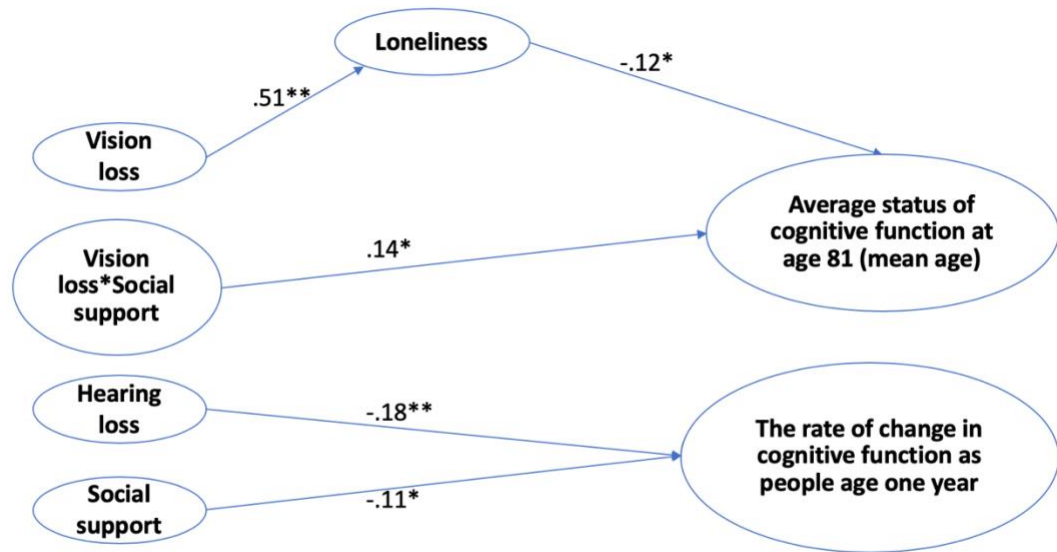 Loneliness
-.12*
.51**
Vision
loss
Average status of
cognitive function at
age 81 (mean age)
.14*
Vision
loss*Social
support
Hearing
loss
-.18**
The rate of change in
cognitive function as
people age one year
Social
support
-.11*